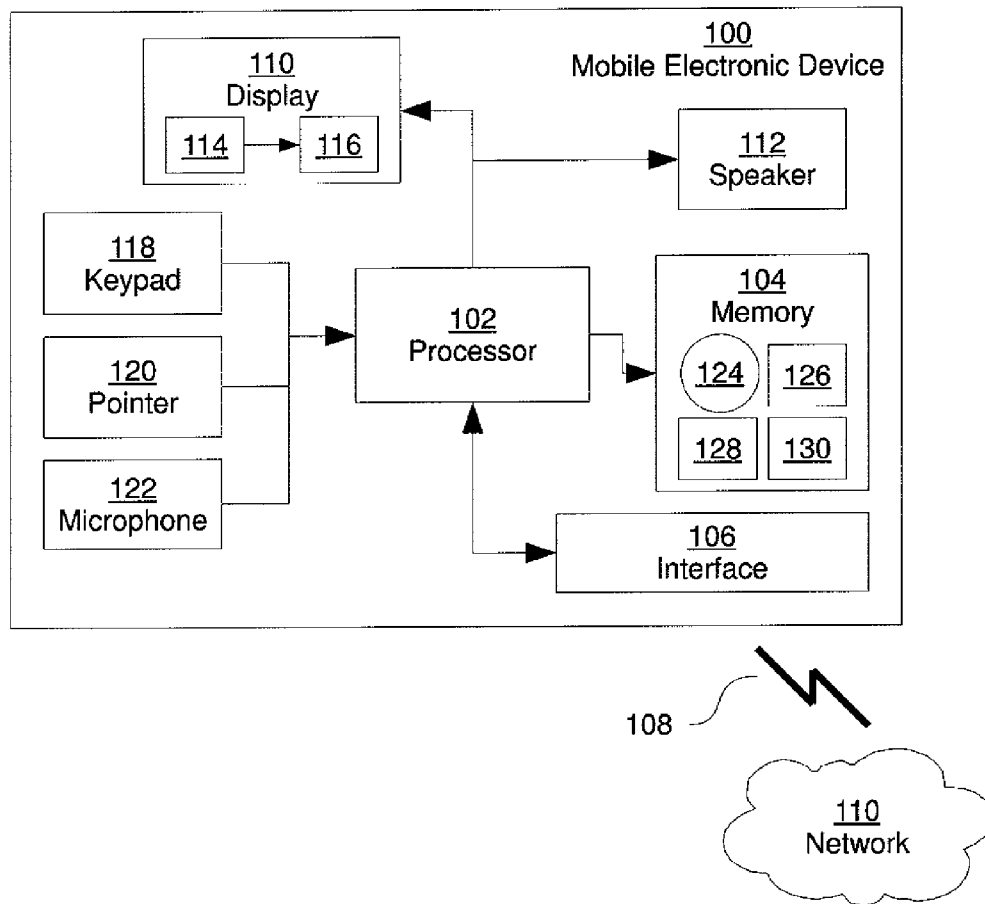 100
Mobile Electronic Device
110
Display
114
116
112
Speaker
118
Keypad
104
Memory
102
Processor
124
126
120
Pointer
128
130
122
Microphone
106
Interface
108
110
Network